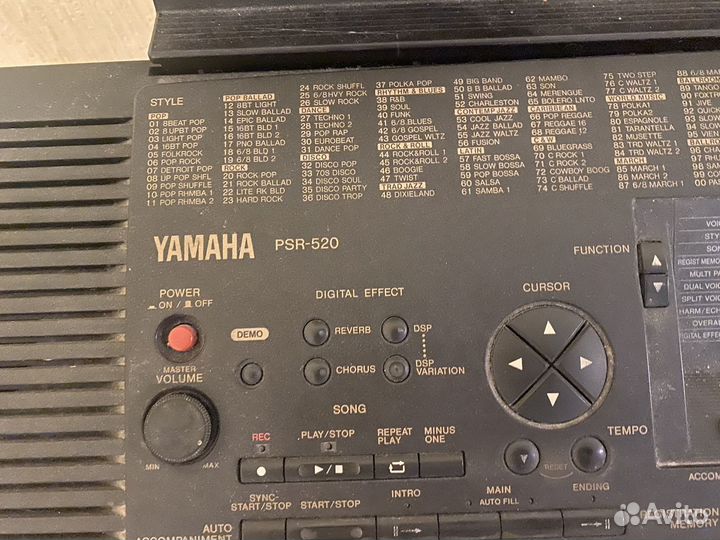 STYLE
POP
01 8BEAT POP
02 8 UPBT POP
03 LIGHT POP
04 16BT POP
05 FOLKROCK
06 POP ROCK
07 DETROIT POP
08 UP POP SHFL
09 POP SHUFFLE
10 POP RHMBA 1
11 POP RHMBA 2
POP BALLAD
12 8BT LIGHT
13 SLOW BALLAD
14 EPIC BALLAD
15 16BT BLD 1
16 16BT BLD 2
17 PNO BALLAD
18 6/8 BLD 1
19 6/8 BLD 2
ROCK
20 ROCK POP
21 ROCK BALLAD
22 LITE RK BLD
23 HARD ROCK
24 ROCK SHUFFL
25 6/8 HVY ROCK
26 SLOW ROCK
DANCE
27 TECHNO 1
28 TECHNO 2
29 POP RAP
30 EUROBEAT
31 DANCE POP
DISCO
32 DISCO POP
33 70S DISCO
34 DISCO SOUL
35 DISCO PARTY
36 DISCO TROP
37 POLKA POP
RHYTHM & BLUES
38 R&B
39 SOUL
40 FUNK
41 6/8 BLUES
42 6/8 GOSPEL
43 GOSPEL WLTZ
ROCK & ROLL
44 ROCK&ROLL 1
45 ROCK&ROLL 2
46 BOOGIE
47 TWIST
TRAD JAZZ
48 DIXIELAND
49 BIG BAND
50 B B BALLAD
51 SWING
52 CHARLESTON
CONTEMP.JAZZ
53 COOL JAZZ
54 JAZZ BALLAD
55 JAZZ WALTZ
56 FUSION
LATIN
57 FAST BOSSA
58 SLOW BOSSA
59 POP BOSSA
60 SALSA
61 SAMBA 1
62 MAMBO
63 SON
64 MERENGUE
65 BOLERO LNTO
CARIBBEAN
66 POP REGGAE
67 REGGAE 16
68 REGGAE 12
C&W
69 BLUEGRASS
70 C ROCK 1
71 C ROCK 2
72 COWBOY BOOG
73 C BALLAD
74 C SHUFFLE
75 TWO STEP
76 C WALTZ 1
77 C WALTZ 2
WORLD MUSIC
78 POLKA1
79 POLKA2
80 ESPAGNOLE
81 TARANTELLA
82 MUSETTE
83 TRD WALTZ 1
84 TRD WALTZ 2
MARCH
85 MARCH 1
86 MARCH 2
87 6/8 MARCH 1
YAMAHA PSR-520
FUNCTION
POWER
ON / OFF
DIGITAL EFFECT
CURSOR
DEMO
REVERB
DSP
CHORUS
DSP
VARIATION
MASTER
VOLUME
MIN
MAX
SONG
REC
PLAY/STOP
REPEAT
PLAY
MINUS
ONE
TEMPO
RESET
SYNC-
START/STOP
START/STOP
INTRO
MAIN
AUTO FILL
ENDING
AUTO
ACCOMPANIMENT
MEMORY
Avito